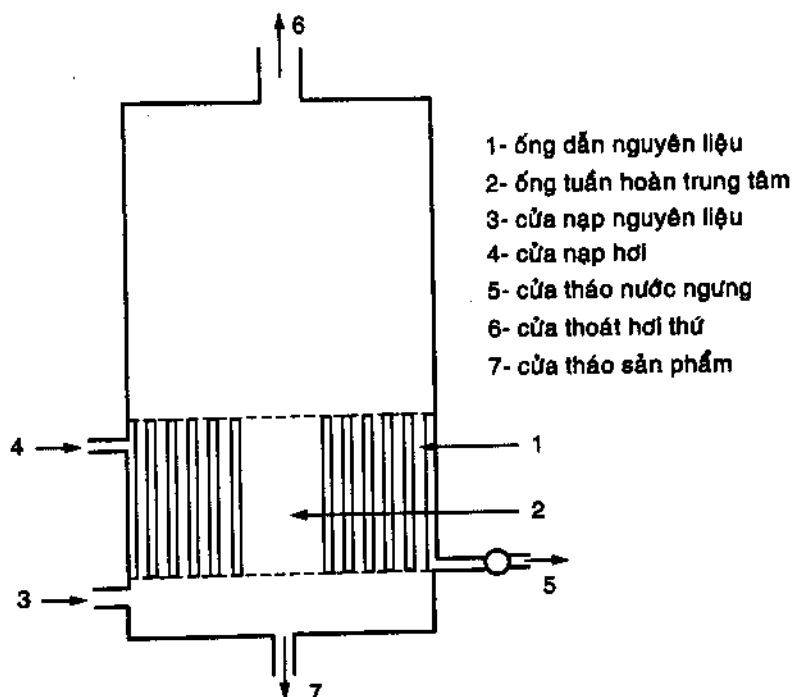 6
1- ống dẫn nguyên liệu
2- ống tuần hoàn trung tâm
3- cửa nạp nguyên liệu
4- cửa nạp hơi
5- cửa tháo nước ngưng
6- cửa thoát hơi thứ
7- cửa tháo sản phẩm
4
1
2
3
5
7